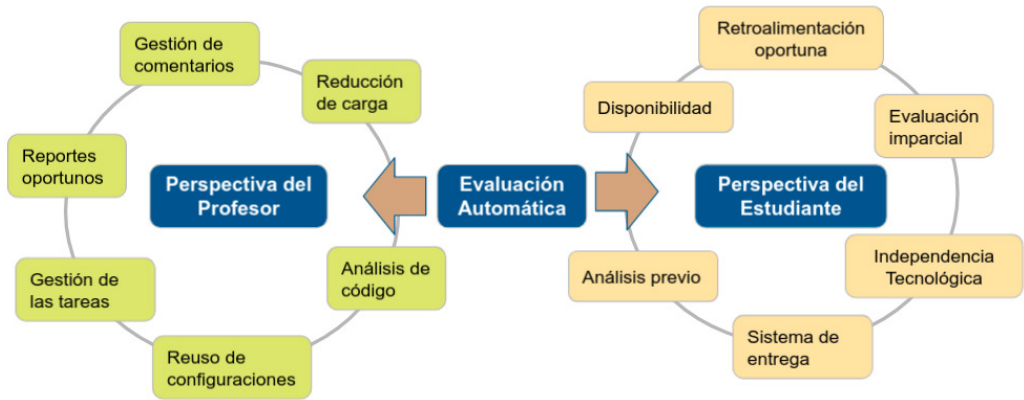 Gestión de
comentarios
Reducción
de carga
Reportes
oportunos
Perspectiva del
Profesor
Gestión de
las tareas
Análisis de
código
Reuso de
configuraciones
Evaluación
Automática
Retroalimentación
oportuna
Disponibilidad
Evaluación
imparcial
Perspectiva del
Estudiante
Análisis previo
Independencia
Tecnológica
Sistema de
entrega